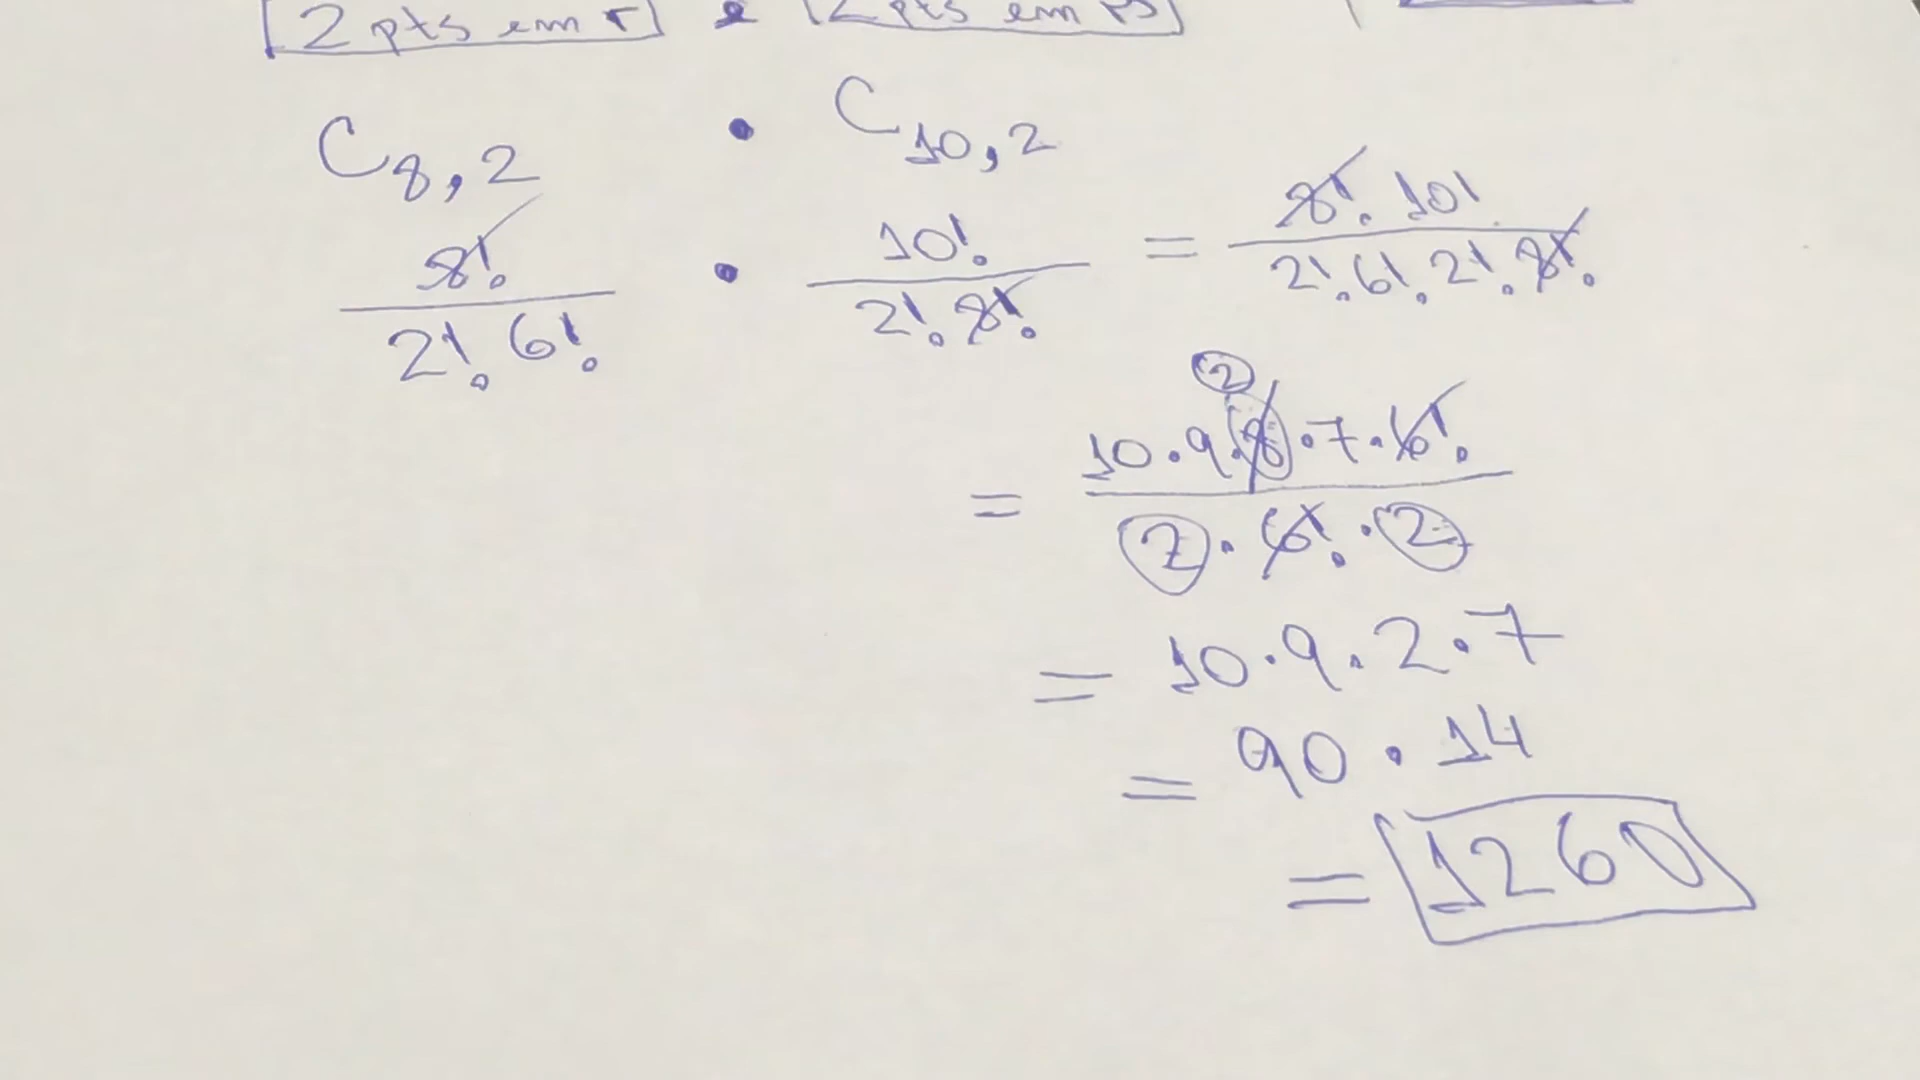 2 pts em r e 2 pts em s
C8,2 · C10,2
8!/2!.6! · 10!/2!.8! = 8!.10!/2!.6!.2!.8!
2
= 10.9.8.7.6!/2.6!.2
= 10.9.2.7
= 90.14
= 1260